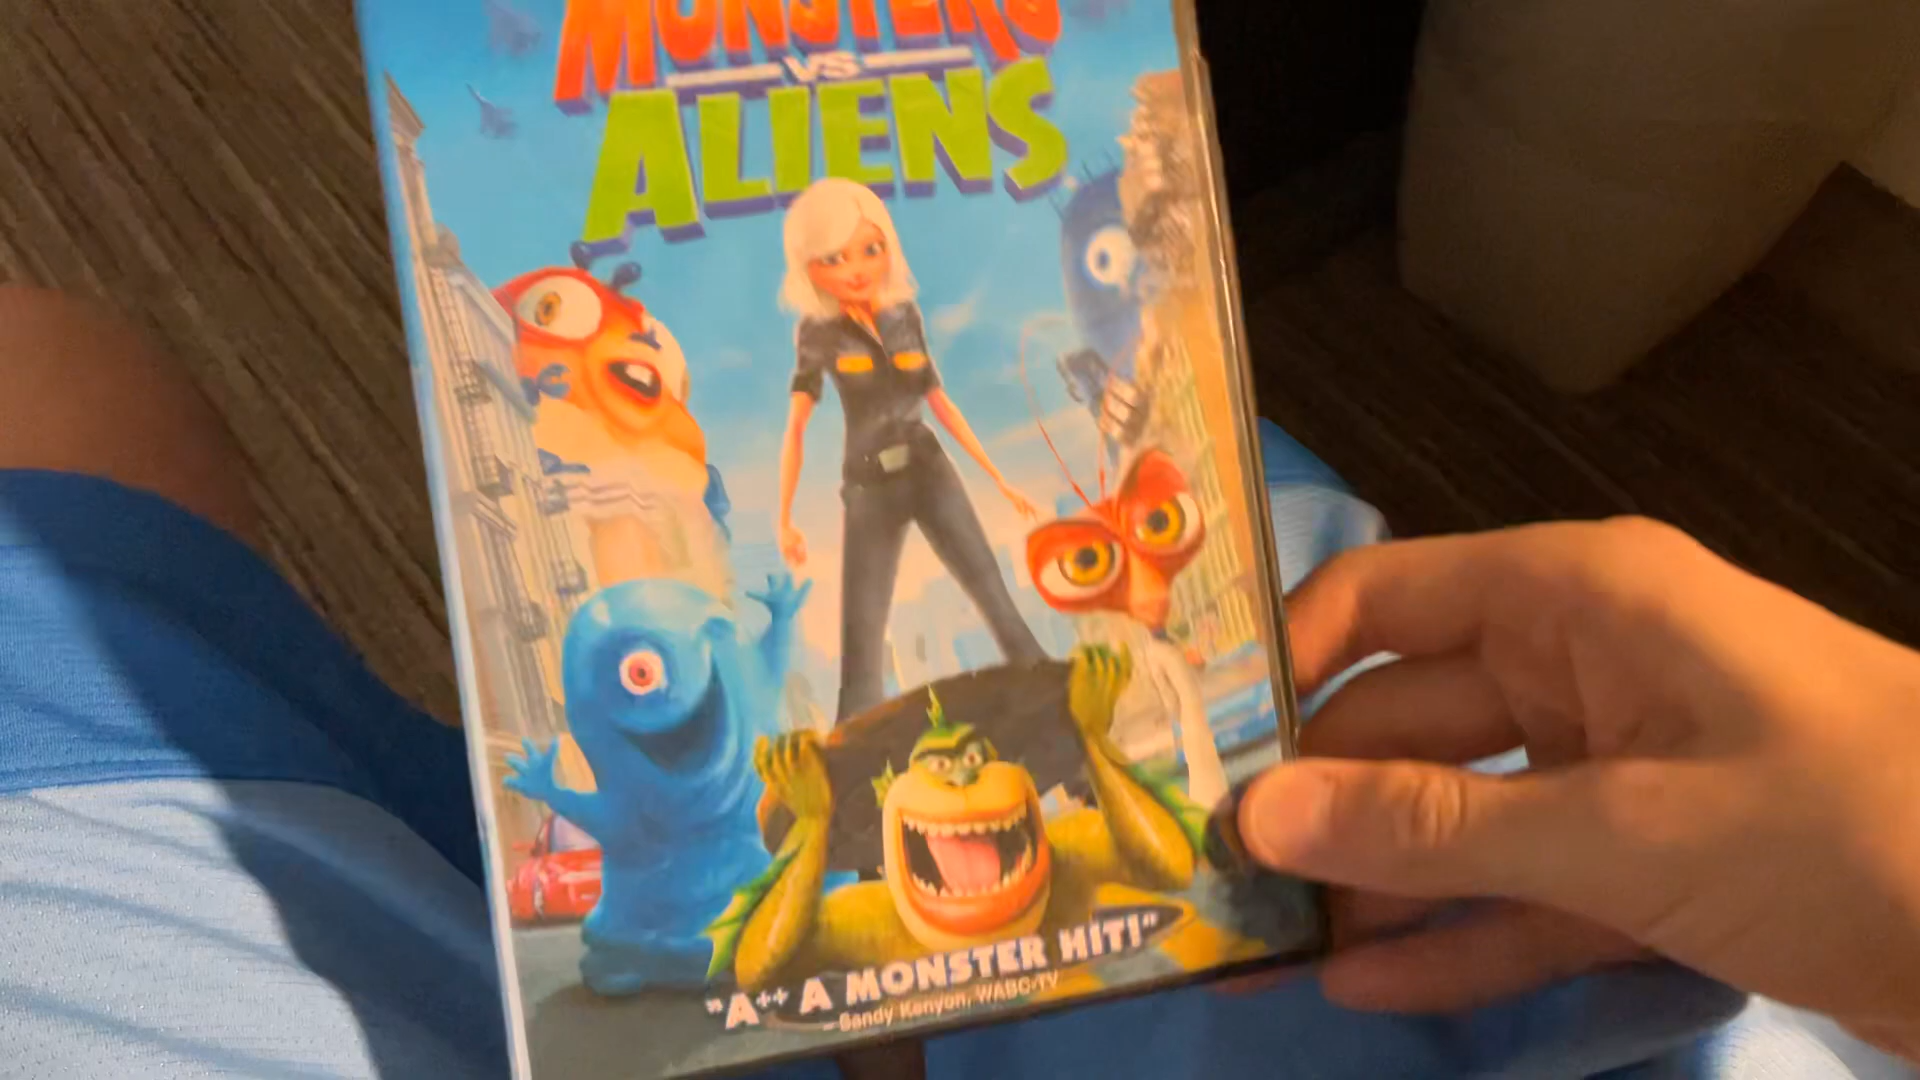 MONSTERS
VS
ALIENS
"A++ A MONSTER HIT!"
– Sandy Kenyon, WABC-TV